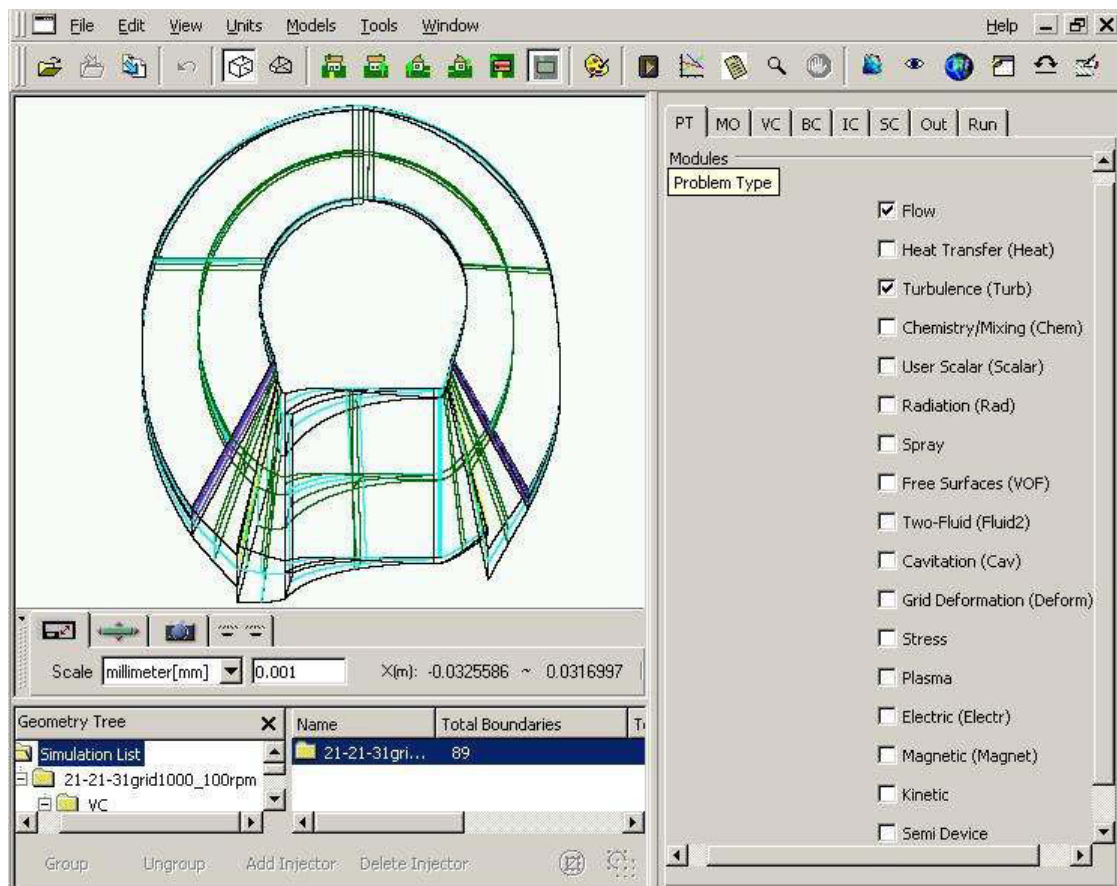 File Edit View Units Models Tools Window Help
PT MO VC BC IC SC Out Run
Modules
Problem Type
Flow
Heat Transfer (Heat)
Turbulence (Turb)
Chemistry/Mixing (Chem)
User Scalar (Scalar)
Radiation (Rad)
Spray
Free Surfaces (VOF)
Two-Fluid (Fluid2)
Cavitation (Cav)
Grid Deformation (Deform)
Stress
Plasma
Electric (Electr)
Magnetic (Magnet)
Kinetic
Semi Device
Scale millimeter[mm] 0.001 X(m): -0.0325586 ~ 0.0316997
Geometry Tree
Simulation List
21-21-31grid1000_100rpm
VC
Name Total Boundaries
21-21-31gri... 89
Group Ungroup Add Injector Delete Injector